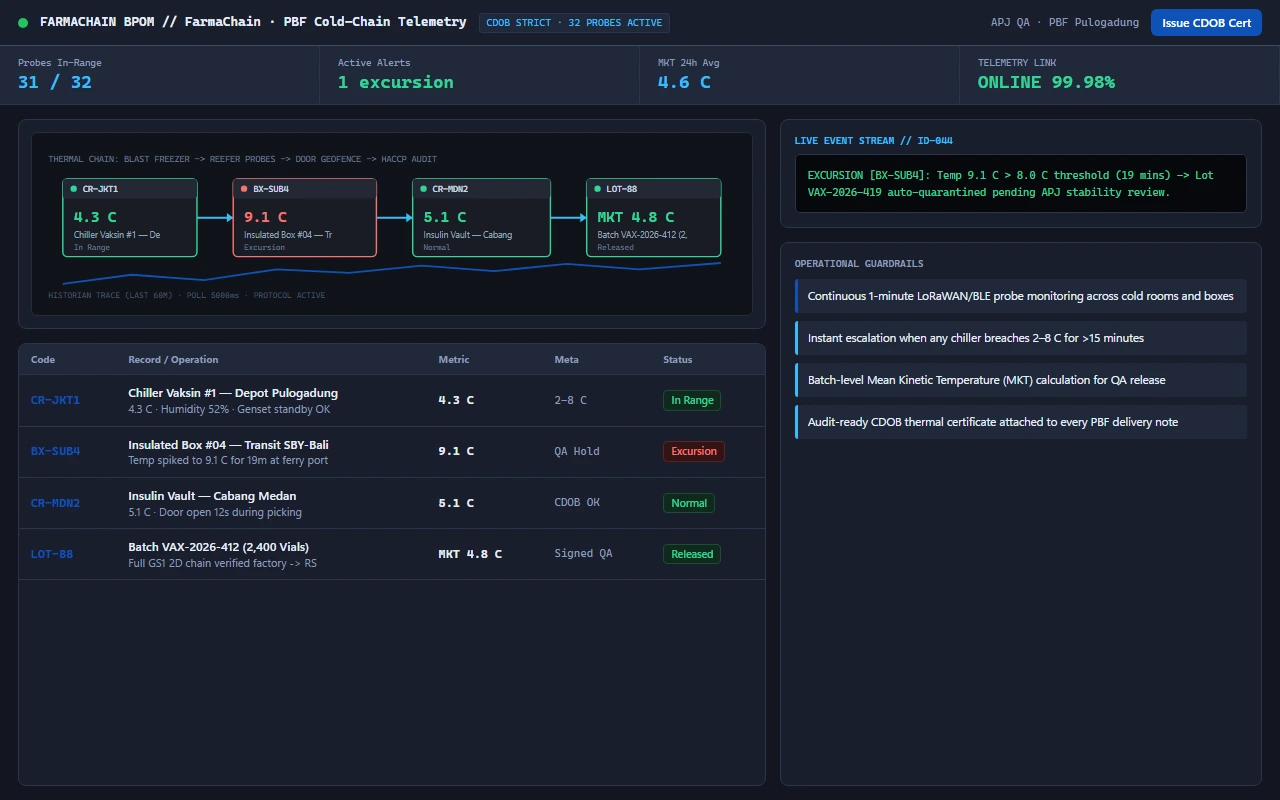 FARMACHAIN BPOM // FarmaChain · PBF Cold-Chain Telemetry
CDOB STRICT · 32 PROBES ACTIVE
APJ QA · PBF Pulogadung
Issue CDOB Cert
Probes In-Range
31 / 32
Active Alerts
1 excursion
MKT 24h Avg
4.6 C
TELEMETRY LINK
ONLINE 99.98%
THERMAL CHAIN: BLAST FREEZER -> REEFER PROBES -> DOOR GEOFENCE -> HACCP AUDIT
CR-JKT1
4.3 C
Chiller Vaksin #1 — De
In Range
BX-SUB4
9.1 C
Insulated Box #04 — Tr
Excursion
CR-MDN2
5.1 C
Insulin Vault — Cabang
Normal
LOT-88
MKT 4.8 C
Batch VAX-2026-412 (2,
Released
HISTORIAN TRACE (LAST 60M) · POLL 5000ms · PROTOCOL ACTIVE
Code Record / Operation Metric Meta Status
CR-JKT1
Chiller Vaksin #1 — Depot Pulogadung
4.3 C · Humidity 52% · Genset standby OK
4.3 C
2–8 C
In Range
BX-SUB4
Insulated Box #04 — Transit SBY-Bali
Temp spiked to 9.1 C for 19m at ferry port
9.1 C
QA Hold
Excursion
CR-MDN2
Insulin Vault — Cabang Medan
5.1 C · Door open 12s during picking
5.1 C
CDOB OK
Normal
LOT-88
Batch VAX-2026-412 (2,400 Vials)
Full GS1 2D chain verified factory -> RS
MKT 4.8 C
Signed QA
Released
LIVE EVENT STREAM // ID-044
EXCURSION [BX-SUB4]: Temp 9.1 C > 8.0 C threshold (19 mins) -> Lot
VAX-2026-419 auto-quarantined pending APJ stability review.
OPERATIONAL GUARDRAILS
Continuous 1-minute LoRaWAN/BLE probe monitoring across cold rooms and boxes
Instant escalation when any chiller breaches 2–8 C for >15 minutes
Batch-level Mean Kinetic Temperature (MKT) calculation for QA release
Audit-ready CDOB thermal certificate attached to every PBF delivery note